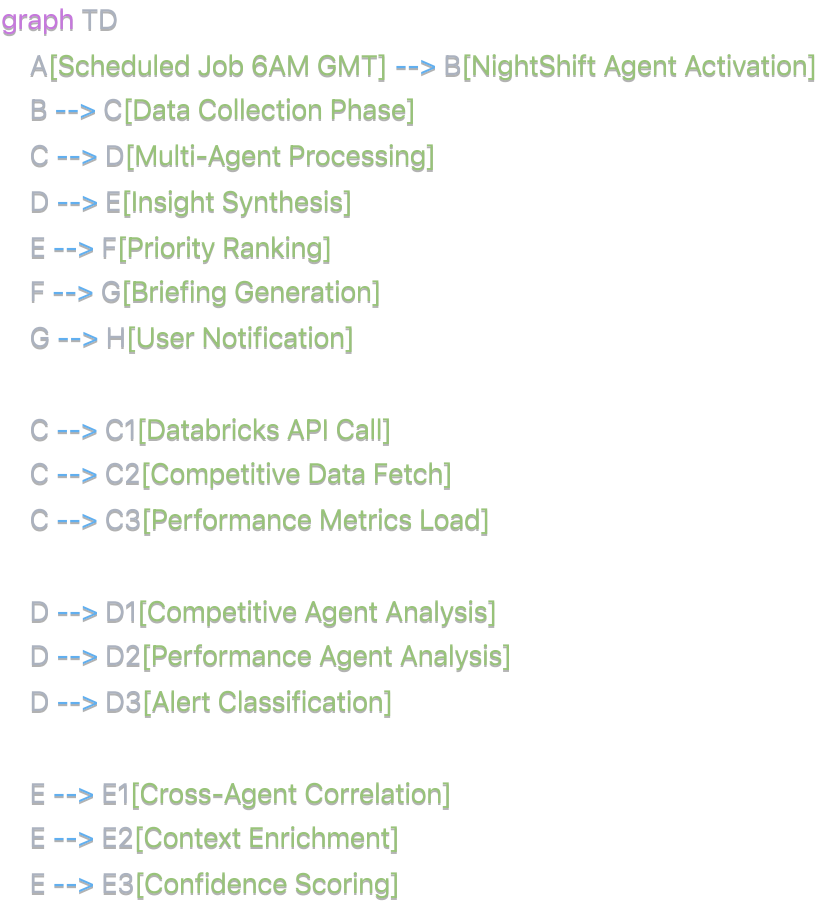 graph TD
A[Scheduled Job 6AM GMT] --> B[NightShift Agent Activation]
B --> C[Data Collection Phase]
C --> D[Multi-Agent Processing]
D --> E[Insight Synthesis]
E --> F[Priority Ranking]
F --> G[Briefing Generation]
G --> H[User Notification]
C --> C1[Databricks API Call]
C --> C2[Competitive Data Fetch]
C --> C3[Performance Metrics Load]
D --> D1[Competitive Agent Analysis]
D --> D2[Performance Agent Analysis]
D --> D3[Alert Classification]
E --> E1[Cross-Agent Correlation]
E --> E2[Context Enrichment]
E --> E3[Confidence Scoring]